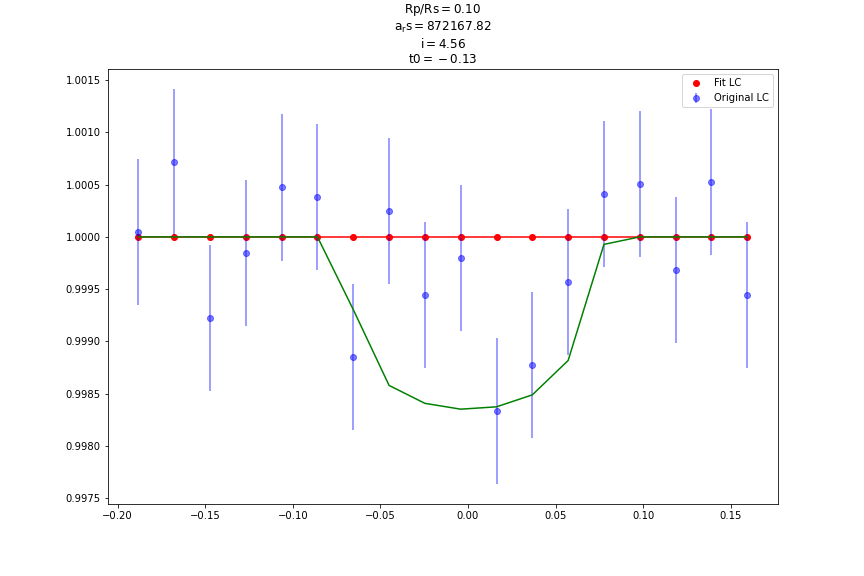 Rp/Rs = 0.10
aᵣs = 872167.82
i = 4.56
t0 = −0.13
Fit LC
Original LC
1.0015
1.0010
1.0005
1.0000
0.9995
0.9990
0.9985
0.9980
0.9975
−0.20 −0.15 −0.10 −0.05 0.00 0.05 0.10 0.15